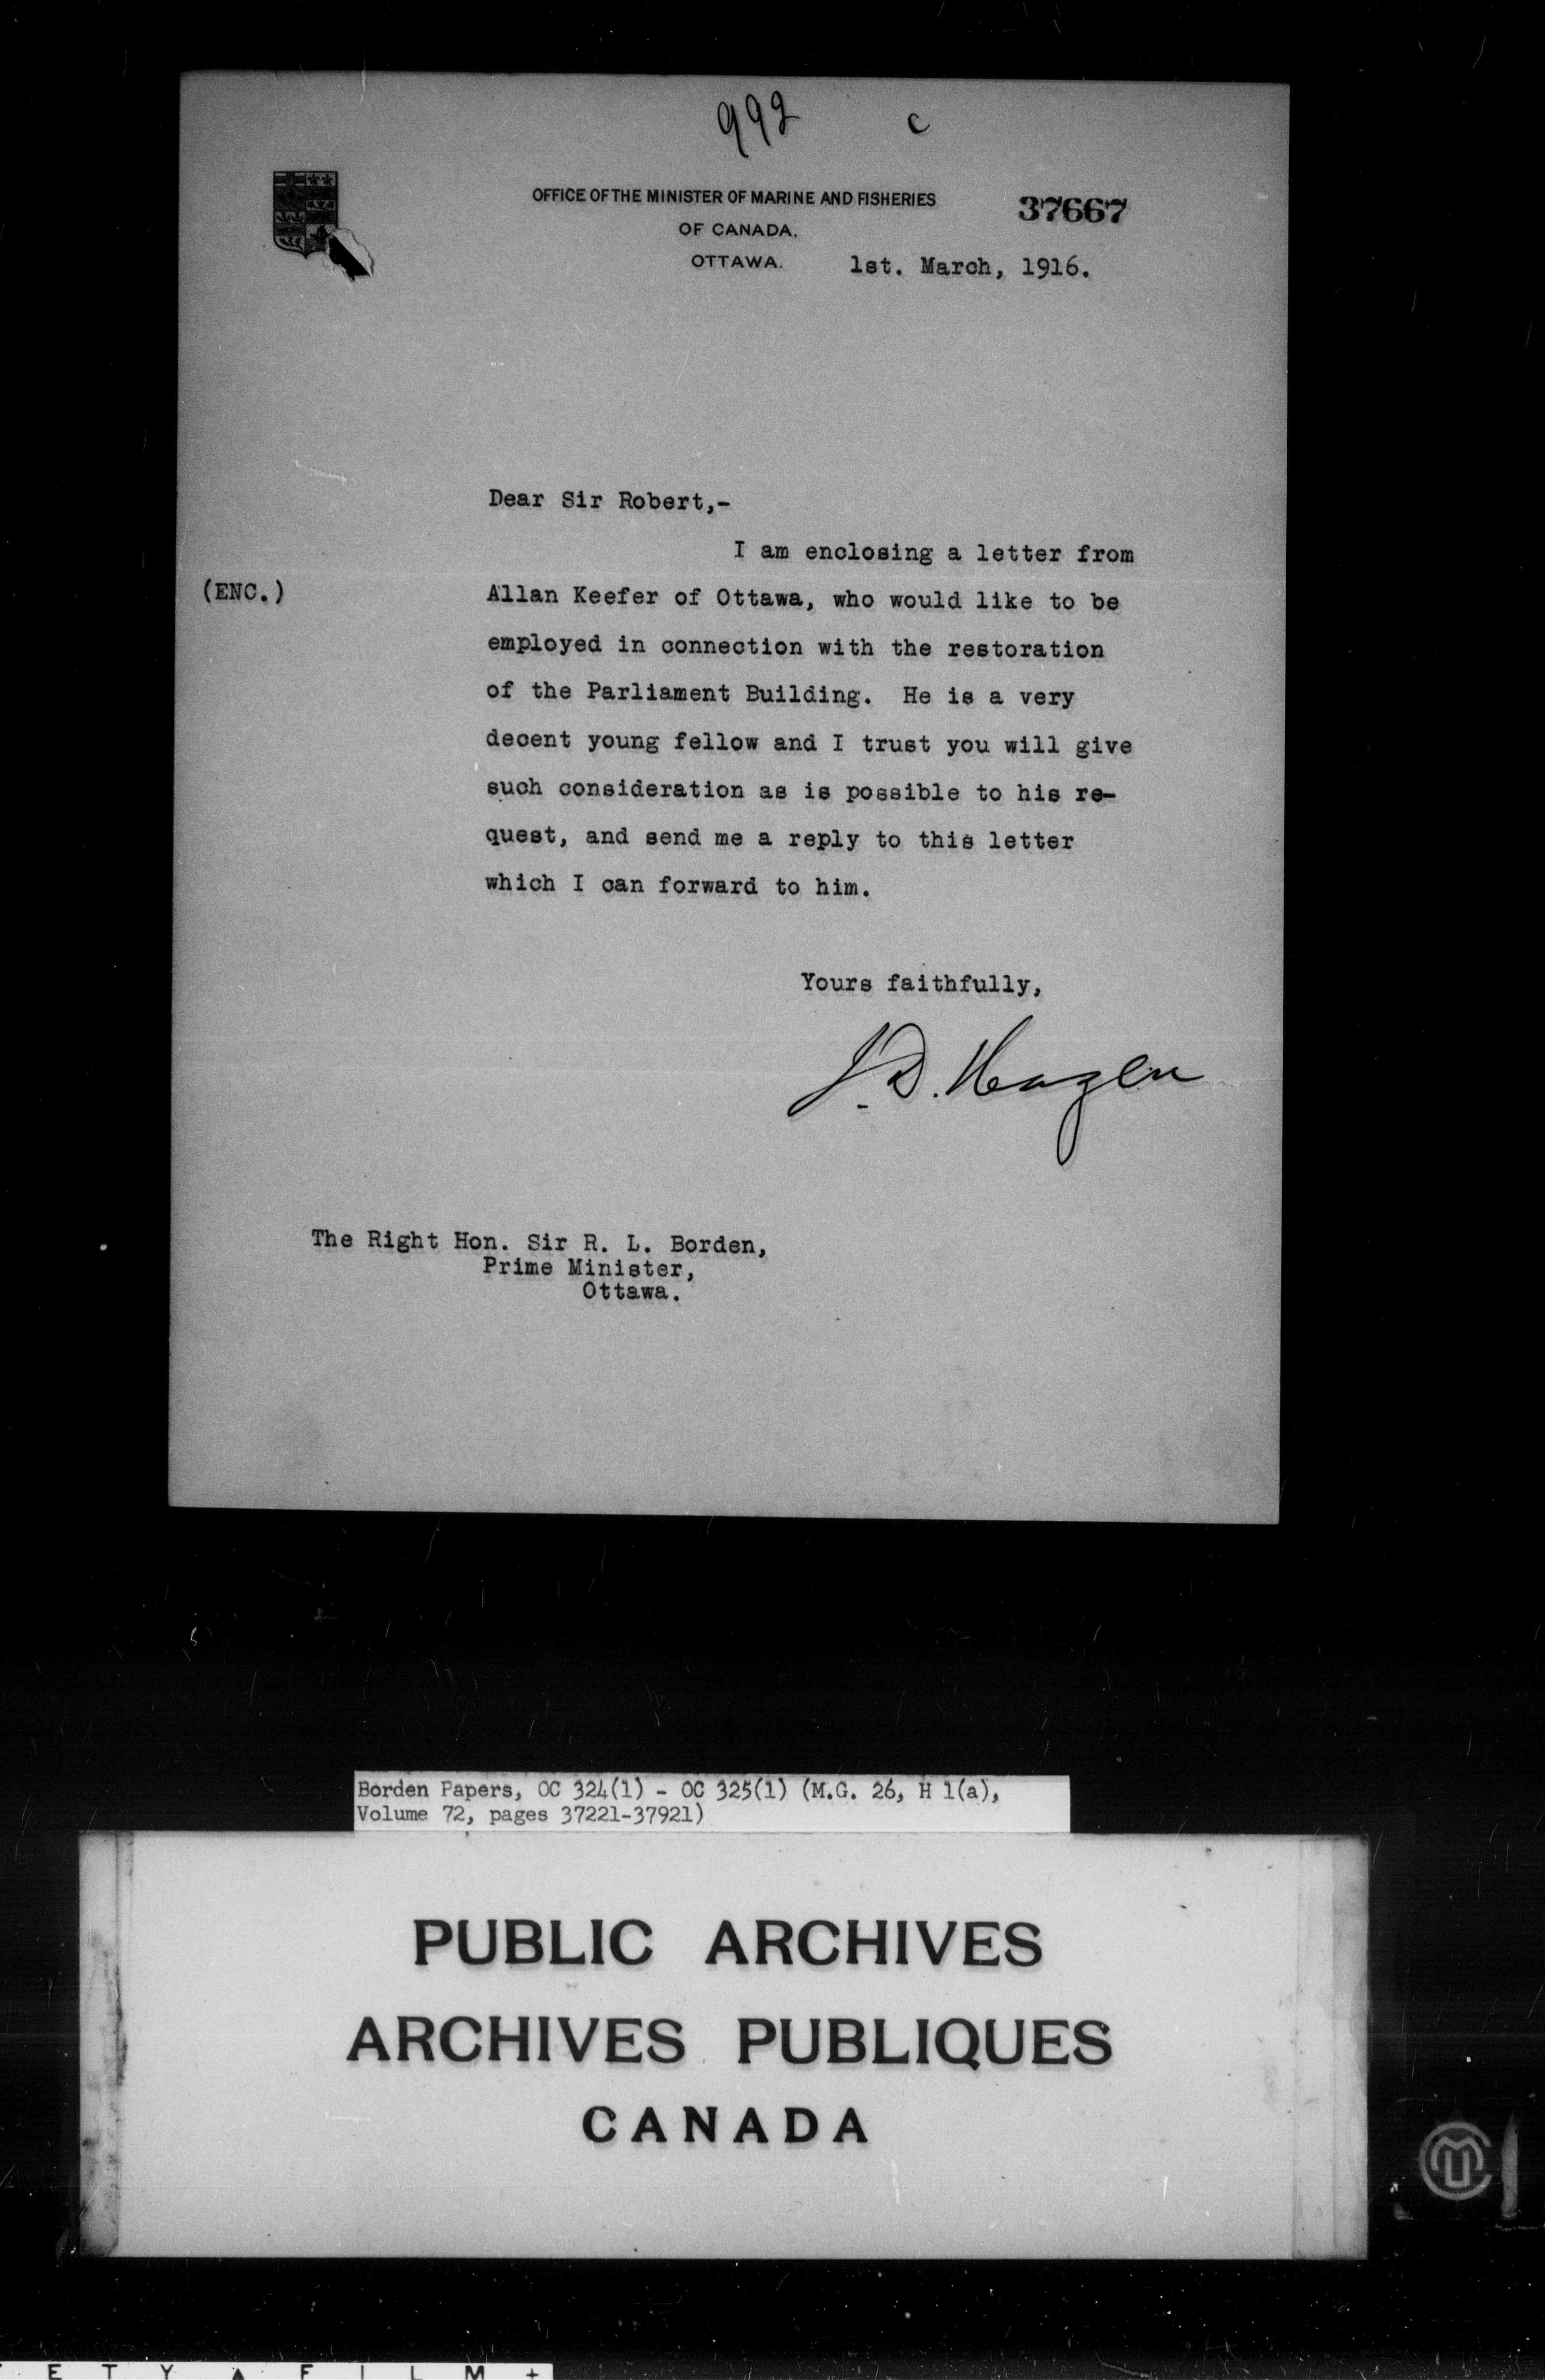 992 c
OFFICE OF THE MINISTER OF MARINE AND FISHERIES
37667
OF CANADA.
OTTAWA.
1st. March, 1916.
Dear Sir Robert,-
I am enclosing a letter from
(ENC.)
Allan Keefer of Ottawa, who would like to be
employed in connection with the restoration
of the Parliament Building. He is a very
decent young fellow and I trust you will give
such consideration as is possible to his re-
quest, and send me a reply to this letter
which I can forward to him.
Yours faithfully,
J.D. Hazen
The Right Hon. Sir R. L. Borden,
Prime Minister,
Ottawa.
Borden Papers, OC 324(1) - OC 325(1) (M.G. 26, H 1(a),
Volume 72, pages 37221-37921)
PUBLIC ARCHIVES
ARCHIVES PUBLIQUES
CANADA
E T Y A F I L M +